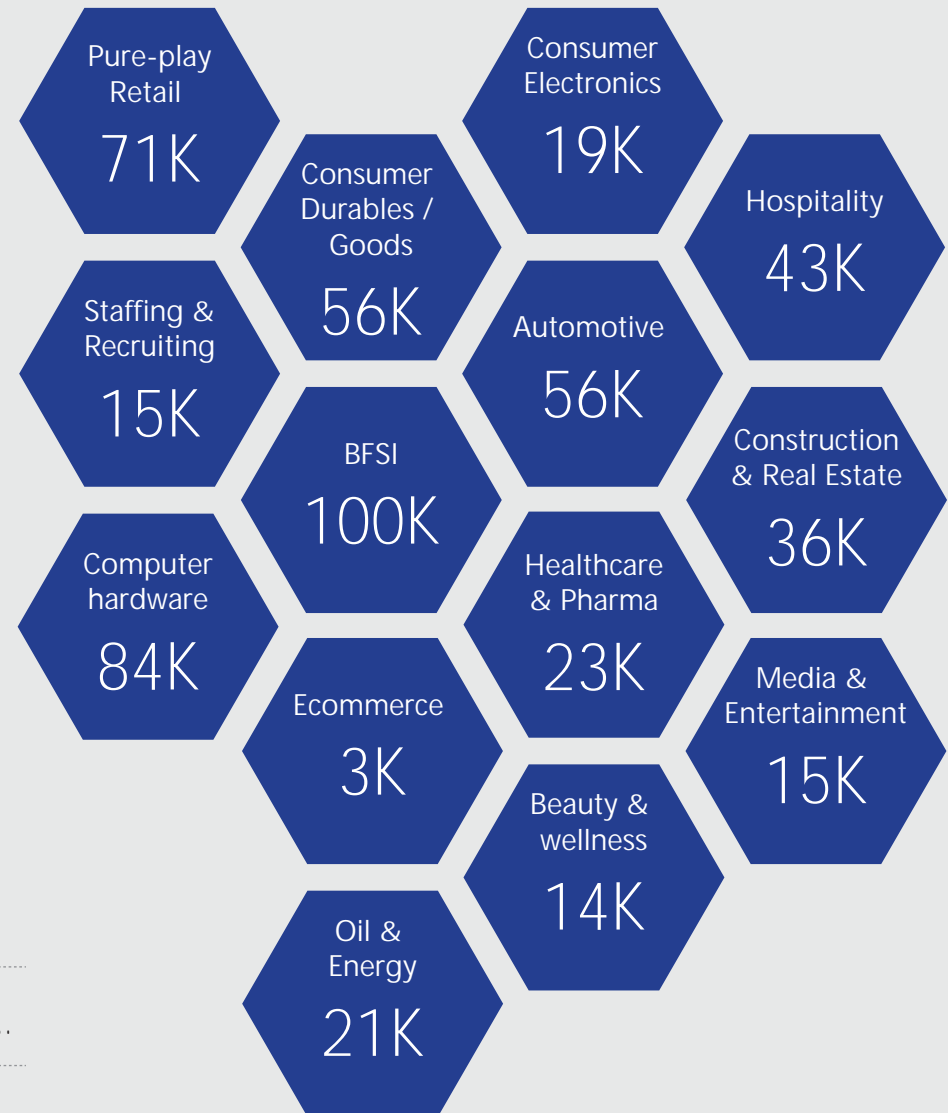 Pure-play
Retail
71K
Consumer
Electronics
19K
Consumer
Durables /
Goods
56K
Hospitality
43K
Staffing &
Recruiting
15K
Automotive
56K
BFSI
100K
Construction
& Real Estate
36K
Computer
hardware
84K
Healthcare
& Pharma
23K
Ecommerce
3K
Media &
Entertainment
15K
Beauty &
wellness
14K
Oil &
Energy
21K